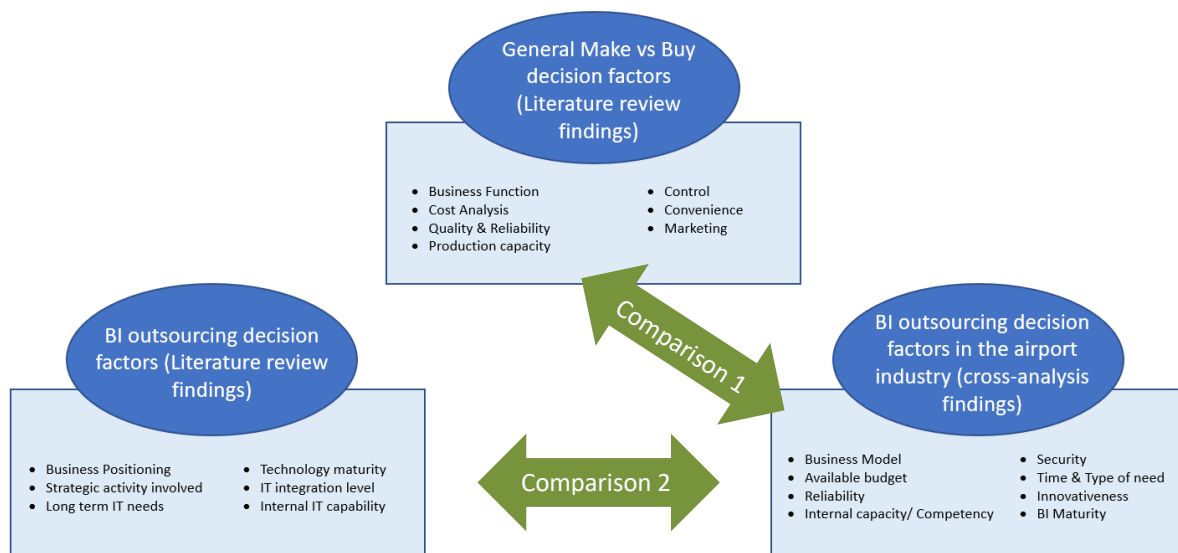 General Make vs Buy
decision factors
(Literature review
findings)
• Business Function
• Cost Analysis
• Quality & Reliability
• Production capacity
• Control
• Convenience
• Marketing
Comparison 1
BI outsourcing decision
factors (Literature review
findings)
• Business Positioning
• Strategic activity involved
• Long term IT needs
• Technology maturity
• IT integration level
• Internal IT capability
Comparison 2
BI outsourcing decision
factors in the airport
industry (cross-analysis
findings)
• Business Model
• Available budget
• Reliability
• Internal capacity/ Competency
• Security
• Time & Type of need
• Innovativeness
• BI Maturity